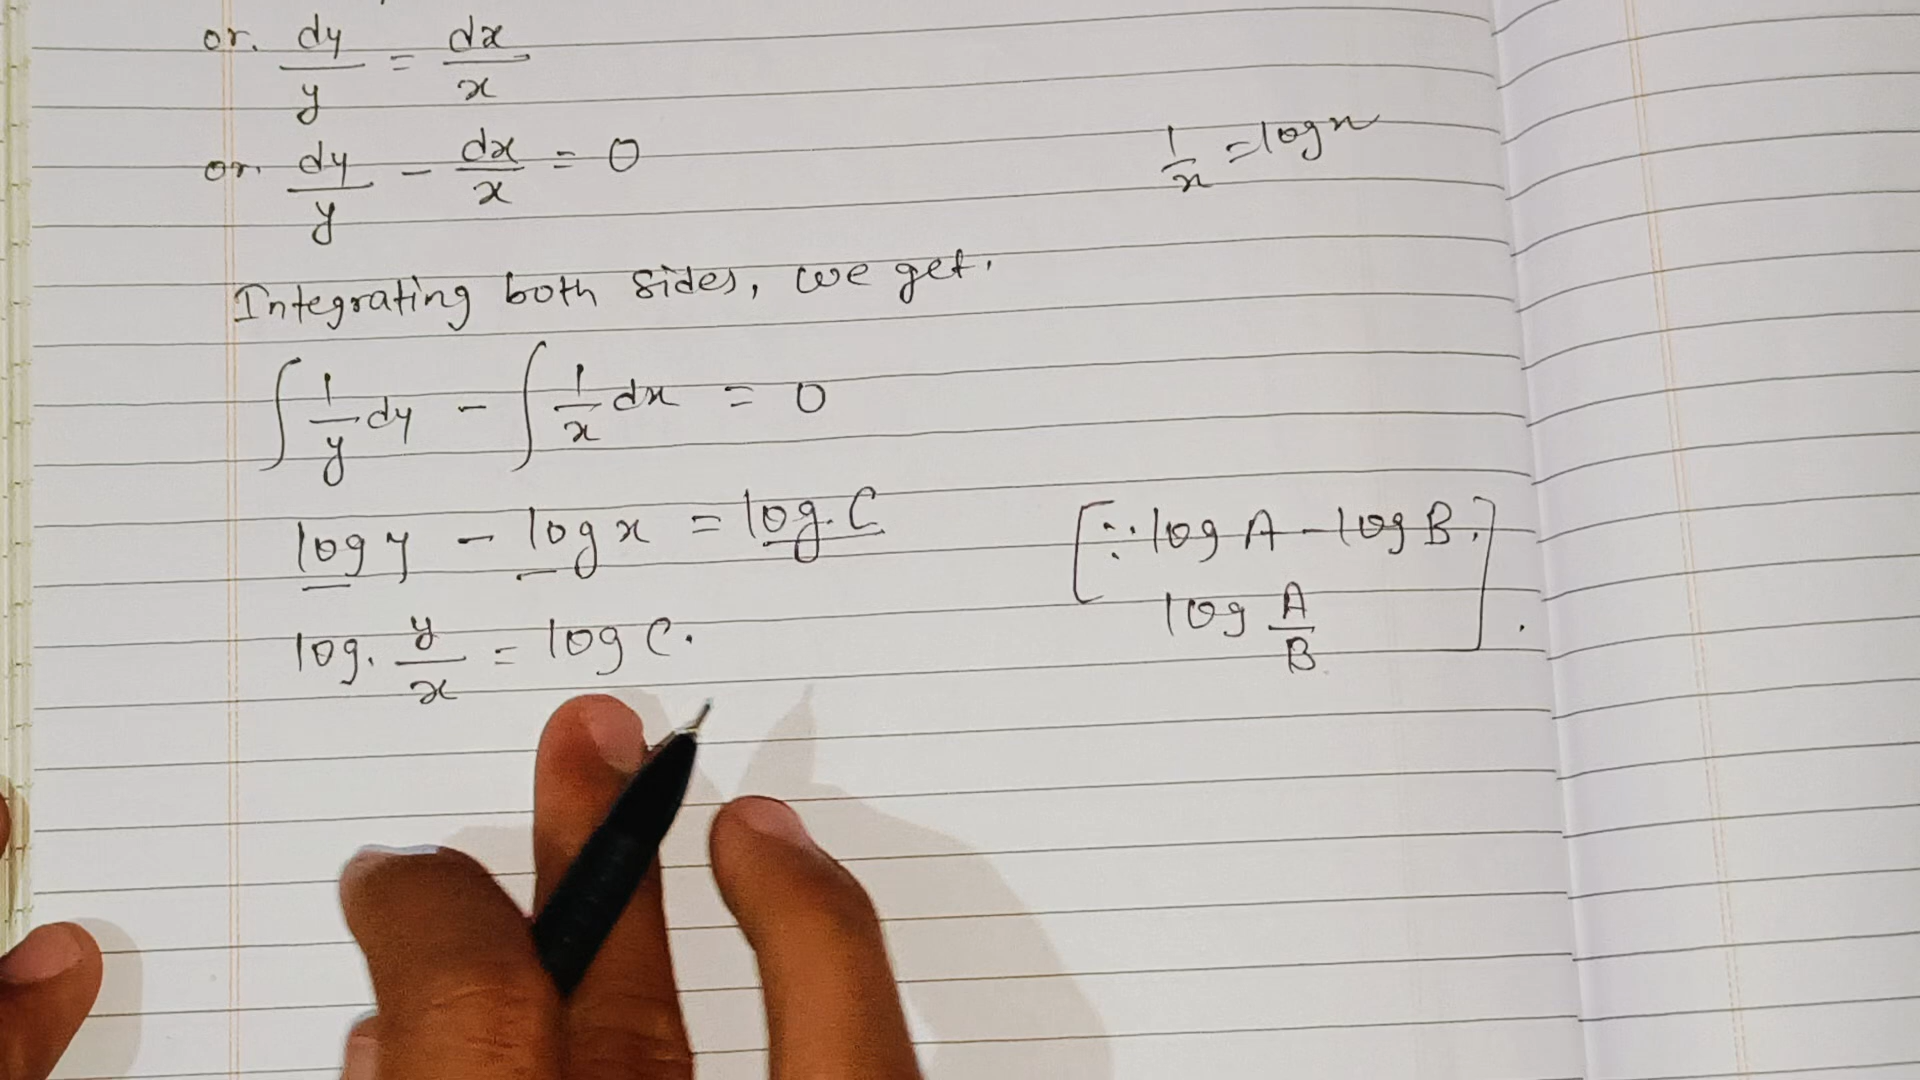 or. dy/y = dx/x
or. dy/y - dx/x = 0
1/x = log x
Integrating both sides, we get.
∫ 1/y dy - ∫ 1/x dx = 0
log y - log x = log. C
[∵ log A - log B.
log A/B ].
log. y/x = log C.